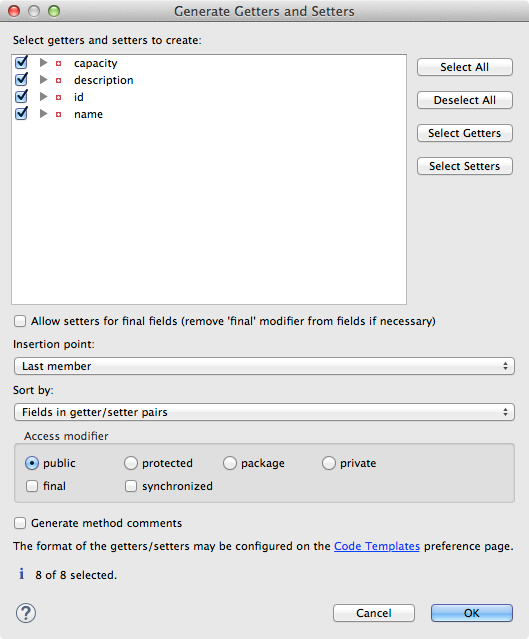 Generate Getters and Setters
Select getters and setters to create:
capacity
description
id
name
Select All
Deselect All
Select Getters
Select Setters
Allow setters for final fields (remove 'final' modifier from fields if necessary)
Insertion point:
Last member
Sort by:
Fields in getter/setter pairs
Access modifier
public protected package private
final synchronized
Generate method comments
The format of the getters/setters may be configured on the Code Templates preference page.
i 8 of 8 selected.
? Cancel OK